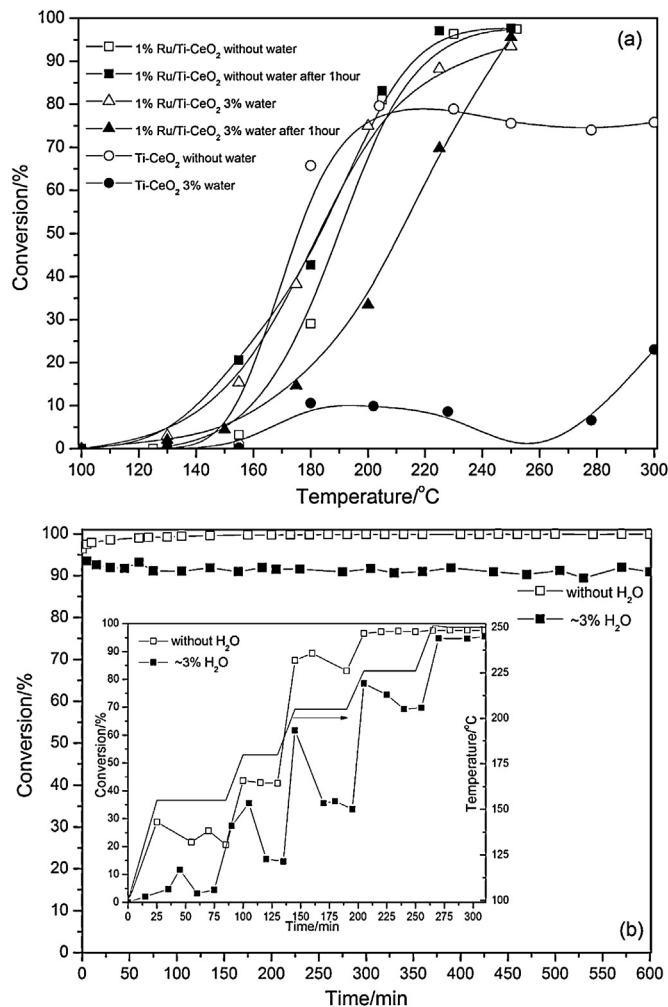 (a)
1% Ru/Ti-CeO₂ without water
1% Ru/Ti-CeO₂ without water after 1hour
1% Ru/Ti-CeO₂ 3% water
1% Ru/Ti-CeO₂ 3% water after 1hour
Ti-CeO₂ without water
Ti-CeO₂ 3% water
Conversion/%
100
90
80
70
60
50
40
30
20
10
0
100 120 140 160 180 200 220 240 260 280 300
Temperature/°C
Conversion/%
100
90
80
70
60
50
40
30
20
10
0
without H₂O
~3% H₂O
without H₂O
~3% H₂O
Conversion/%
100
90
80
70
60
50
40
30
20
10
0
250
225
200
175
150
125
100
Temperature/°C
0 25 50 75 100 125 150 175 200 225 250 275 300
Time/min
(b)
0 50 100 150 200 250 300 350 400 450 500 550 600
Time/min